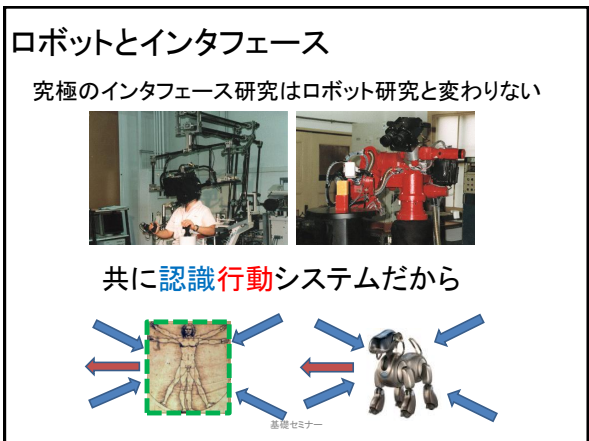 ロボットとインタフェース
究極のインタフェース研究はロボット研究と変わりない
共に認識行動システムだから
基礎セミナー